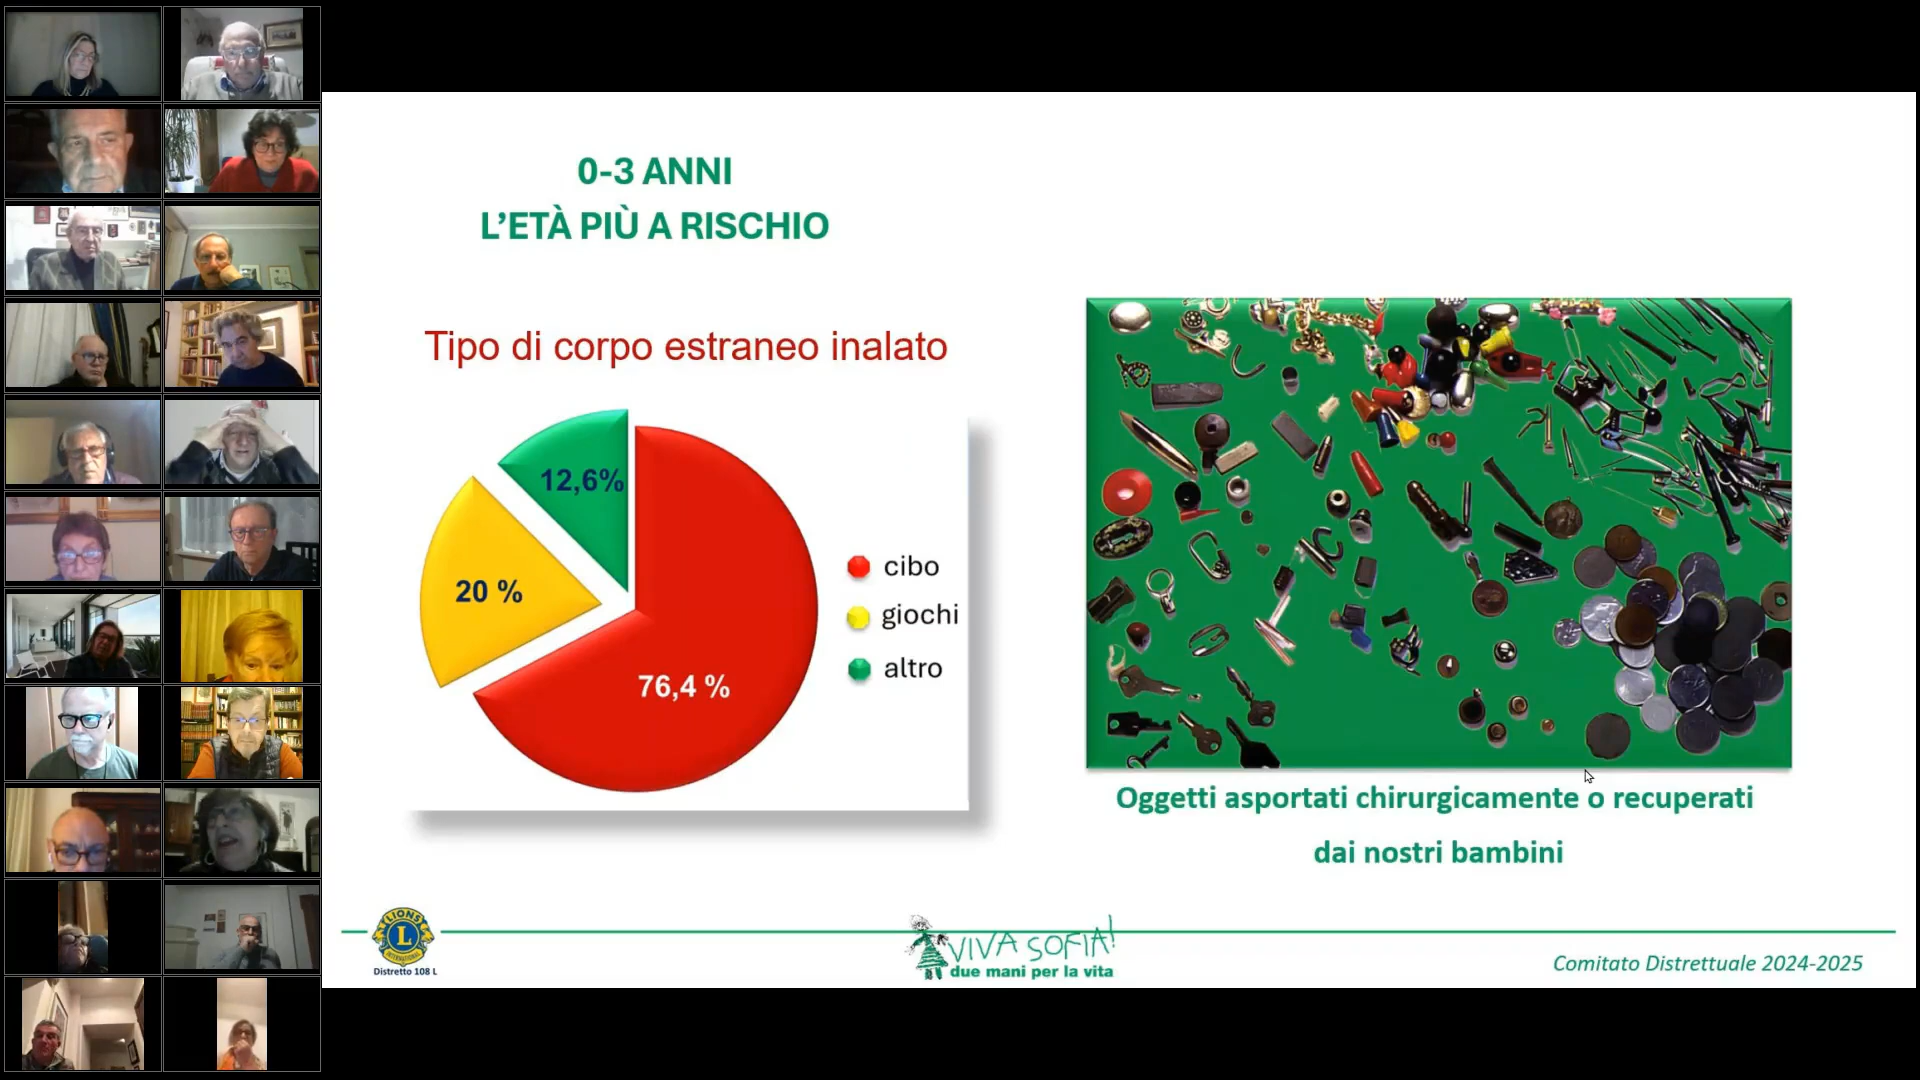 0-3 ANNI
L'ETÀ PIÙ A RISCHIO
Tipo di corpo estraneo inalato
12,6%
20 %
76,4 %
cibo
giochi
altro
Oggetti asportati chirurgicamente o recuperati
dai nostri bambini
LIONS
L
INTERNATIONAL
Distretto 108 L
VIVA SOFIA!
due mani per la vita
Comitato Distrettuale 2024-2025